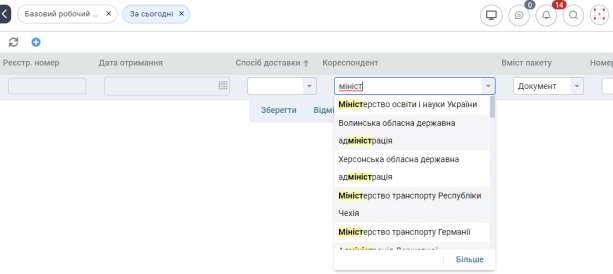 Базовий робочий ... ×
За сьогодні ×
0
14
Реєстр. номер Дата отримання Спосіб доставки ↑ Кореспондент Вміст пакету Номер
мініст Документ
Зберегти Відмі
Міністерство освіти і науки України
Волинська обласна державна
адміністрація
Херсонська обласна державна
адміністрація
Міністерство транспорту Республіки
Чехія
Міністерство транспорту Германії
Більше